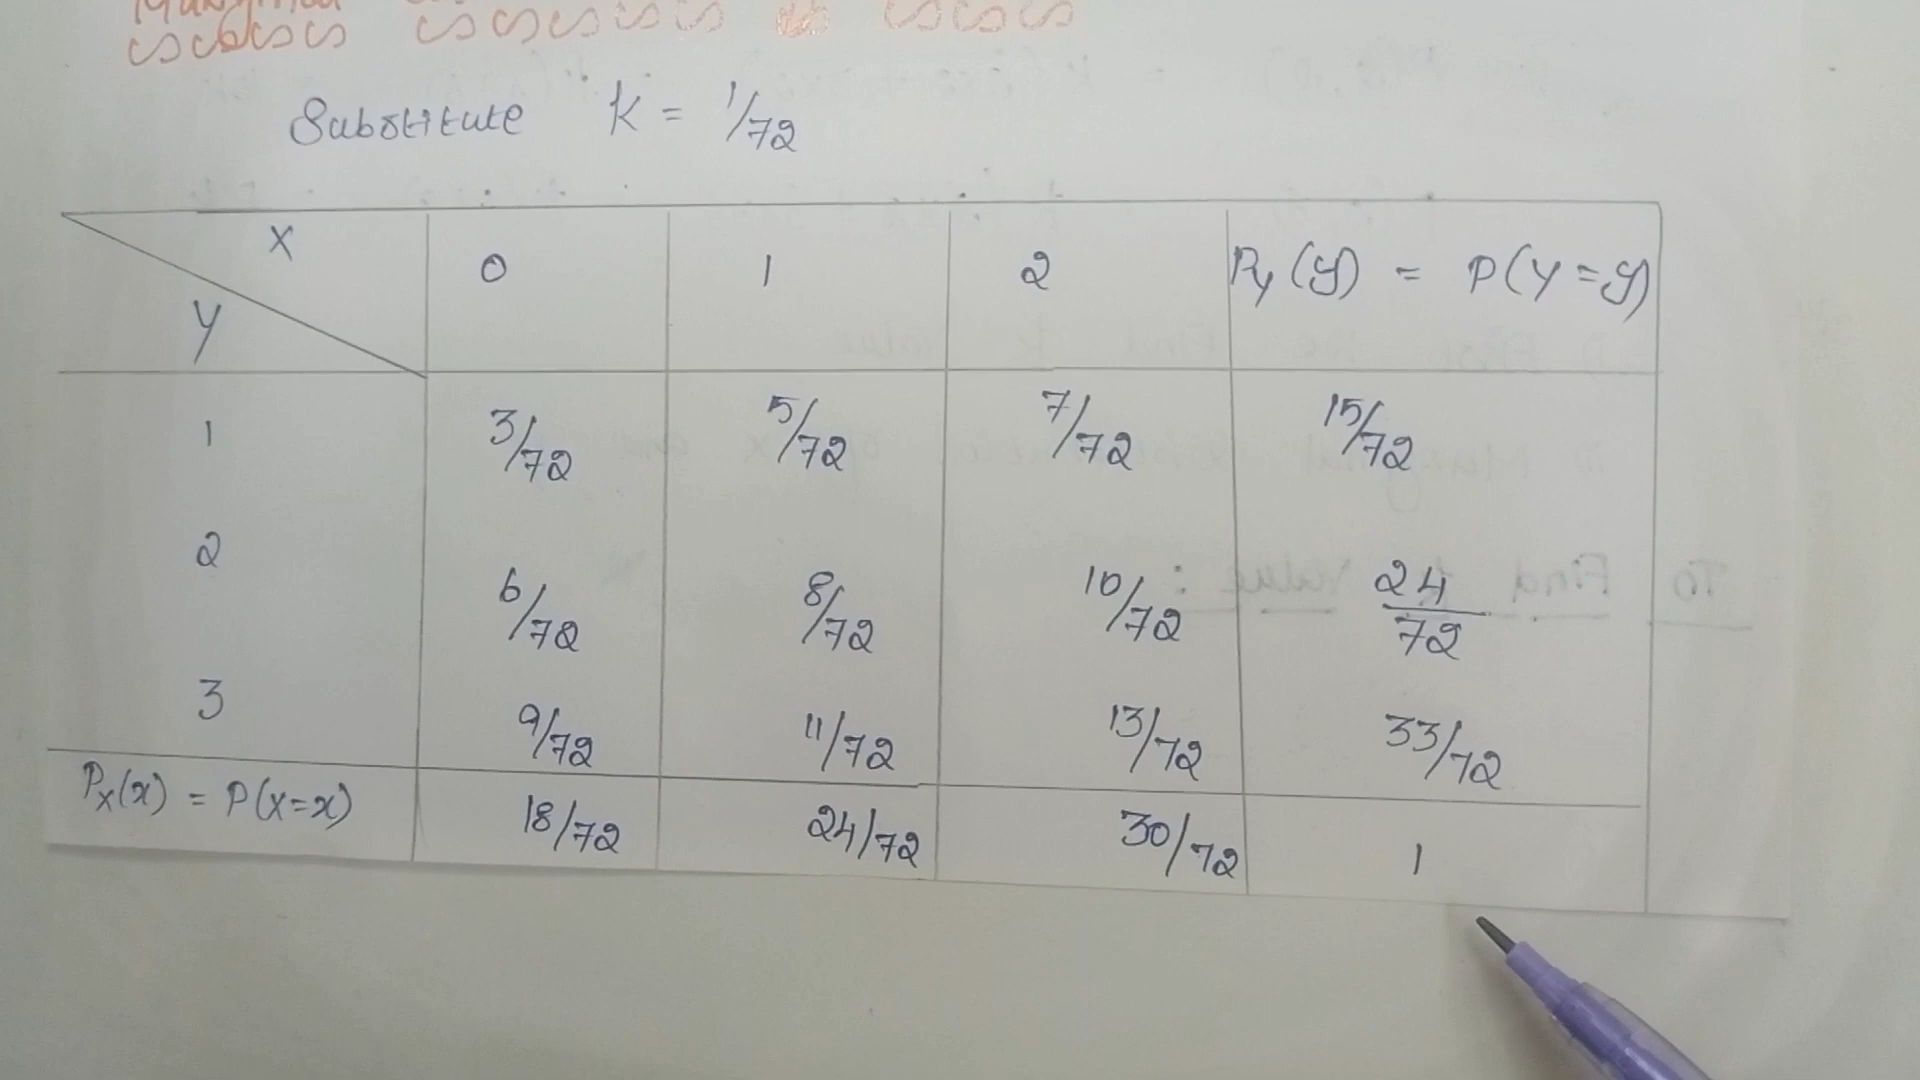 Substitute K = 1/72
X 0 1 2 Py(y) = P(Y=y)
Y
1 3/72 5/72 7/72 15/72
2 6/72 8/72 10/72 24/72
3 9/72 11/72 13/72 33/72
Px(x) = P(X=x) 18/72 24/72 30/72 1